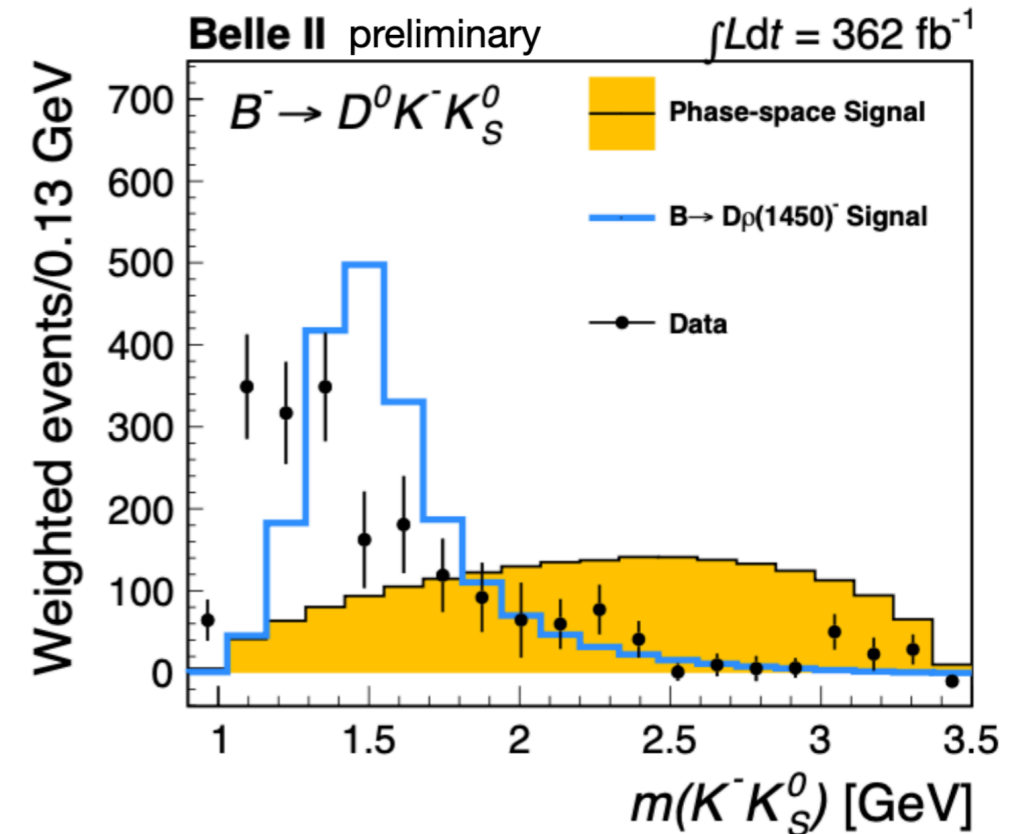 Belle II preliminary ∫Ldt = 362 fb⁻¹
B⁻ → D⁰K⁻K⁰_S
Phase-space Signal
B→ Dρ(1450)⁻ Signal
Data
Weighted events/0.13 GeV
700
600
500
400
300
200
100
0
1 1.5 2 2.5 3 3.5
m(K⁻K⁰_S) [GeV]